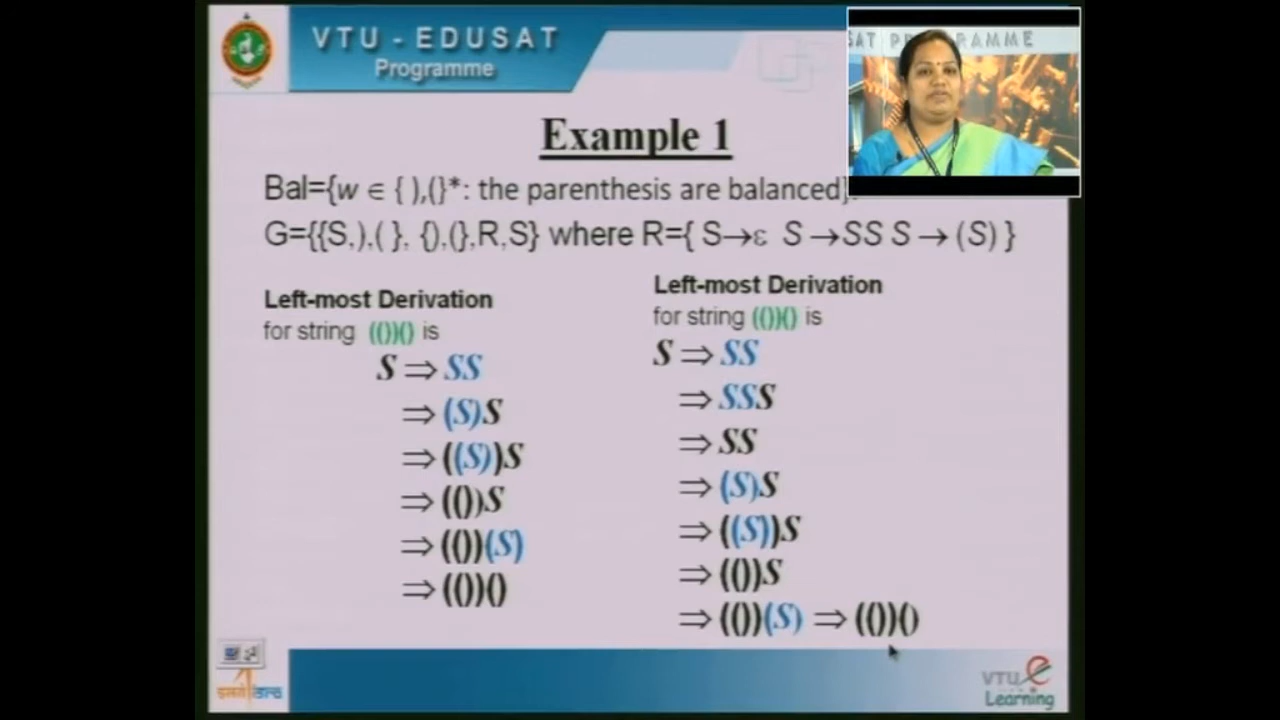 VTU - EDUSAT
Programme
SAT PROGRAMME
Example 1
Bal={w ∈ { ),(}*: the parenthesis are balanced}.
G={{S,),( }, {),(},R,S} where R={ S→ε S →SS S → (S) }
Left-most Derivation
for string (())() is
S ⇒ SS
⇒ (S)S
⇒ ((S))S
⇒ (())S
⇒ (())(S)
⇒ (())()
Left-most Derivation
for string (())() is
S ⇒ SS
⇒ SSS
⇒ SS
⇒ (S)S
⇒ ((S))S
⇒ (())S
⇒ (())(S) ⇒ (())()
VTU e
Learning